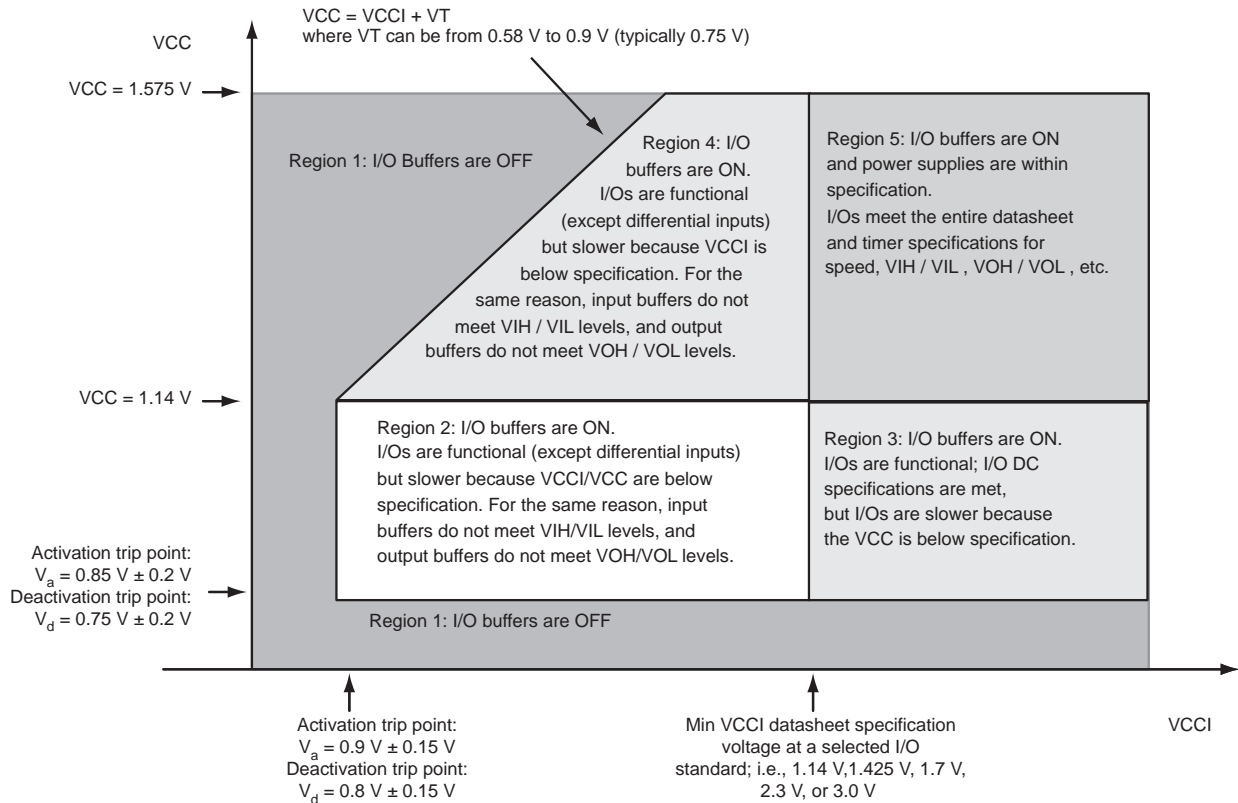 VCC = VCCI + VT
where VT can be from 0.58 V to 0.9 V (typically 0.75 V)
VCC
VCC = 1.575 V
Region 1: I/O Buffers are OFF
Region 4: I/O
buffers are ON.
I/Os are functional
(except differential inputs)
but slower because VCCI is
below specification. For the
same reason, input buffers do not
meet VIH / VIL levels, and output
buffers do not meet VOH / VOL levels.
Region 5: I/O buffers are ON
and power supplies are within
specification.
I/Os meet the entire datasheet
and timer specifications for
speed, VIH / VIL , VOH / VOL , etc.
VCC = 1.14 V
Region 2: I/O buffers are ON.
I/Os are functional (except differential inputs)
but slower because VCCI/VCC are below
specification. For the same reason, input
buffers do not meet VIH/VIL levels, and
output buffers do not meet VOH/VOL levels.
Region 3: I/O buffers are ON.
I/Os are functional; I/O DC
specifications are met,
but I/Os are slower because
the VCC is below specification.
Activation trip point:
Va = 0.85 V ± 0.2 V
Deactivation trip point:
Vd = 0.75 V ± 0.2 V
Region 1: I/O buffers are OFF
Activation trip point:
Va = 0.9 V ± 0.15 V
Deactivation trip point:
Vd = 0.8 V ± 0.15 V
Min VCCI datasheet specification
voltage at a selected I/O
standard; i.e., 1.14 V,1.425 V, 1.7 V,
2.3 V, or 3.0 V
VCCI